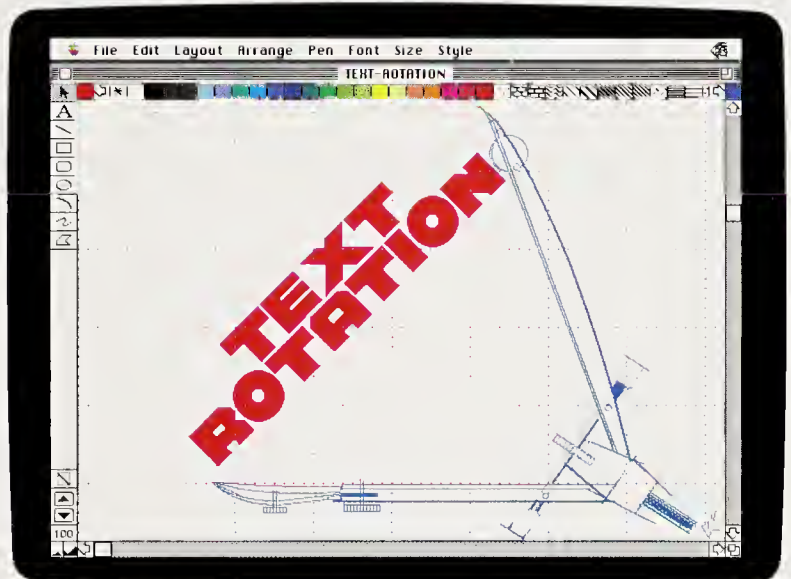 File Edit Layout Arrange Pen Font Size Style
TEXT-ROTATION
A
TEXT
ROTATION
100